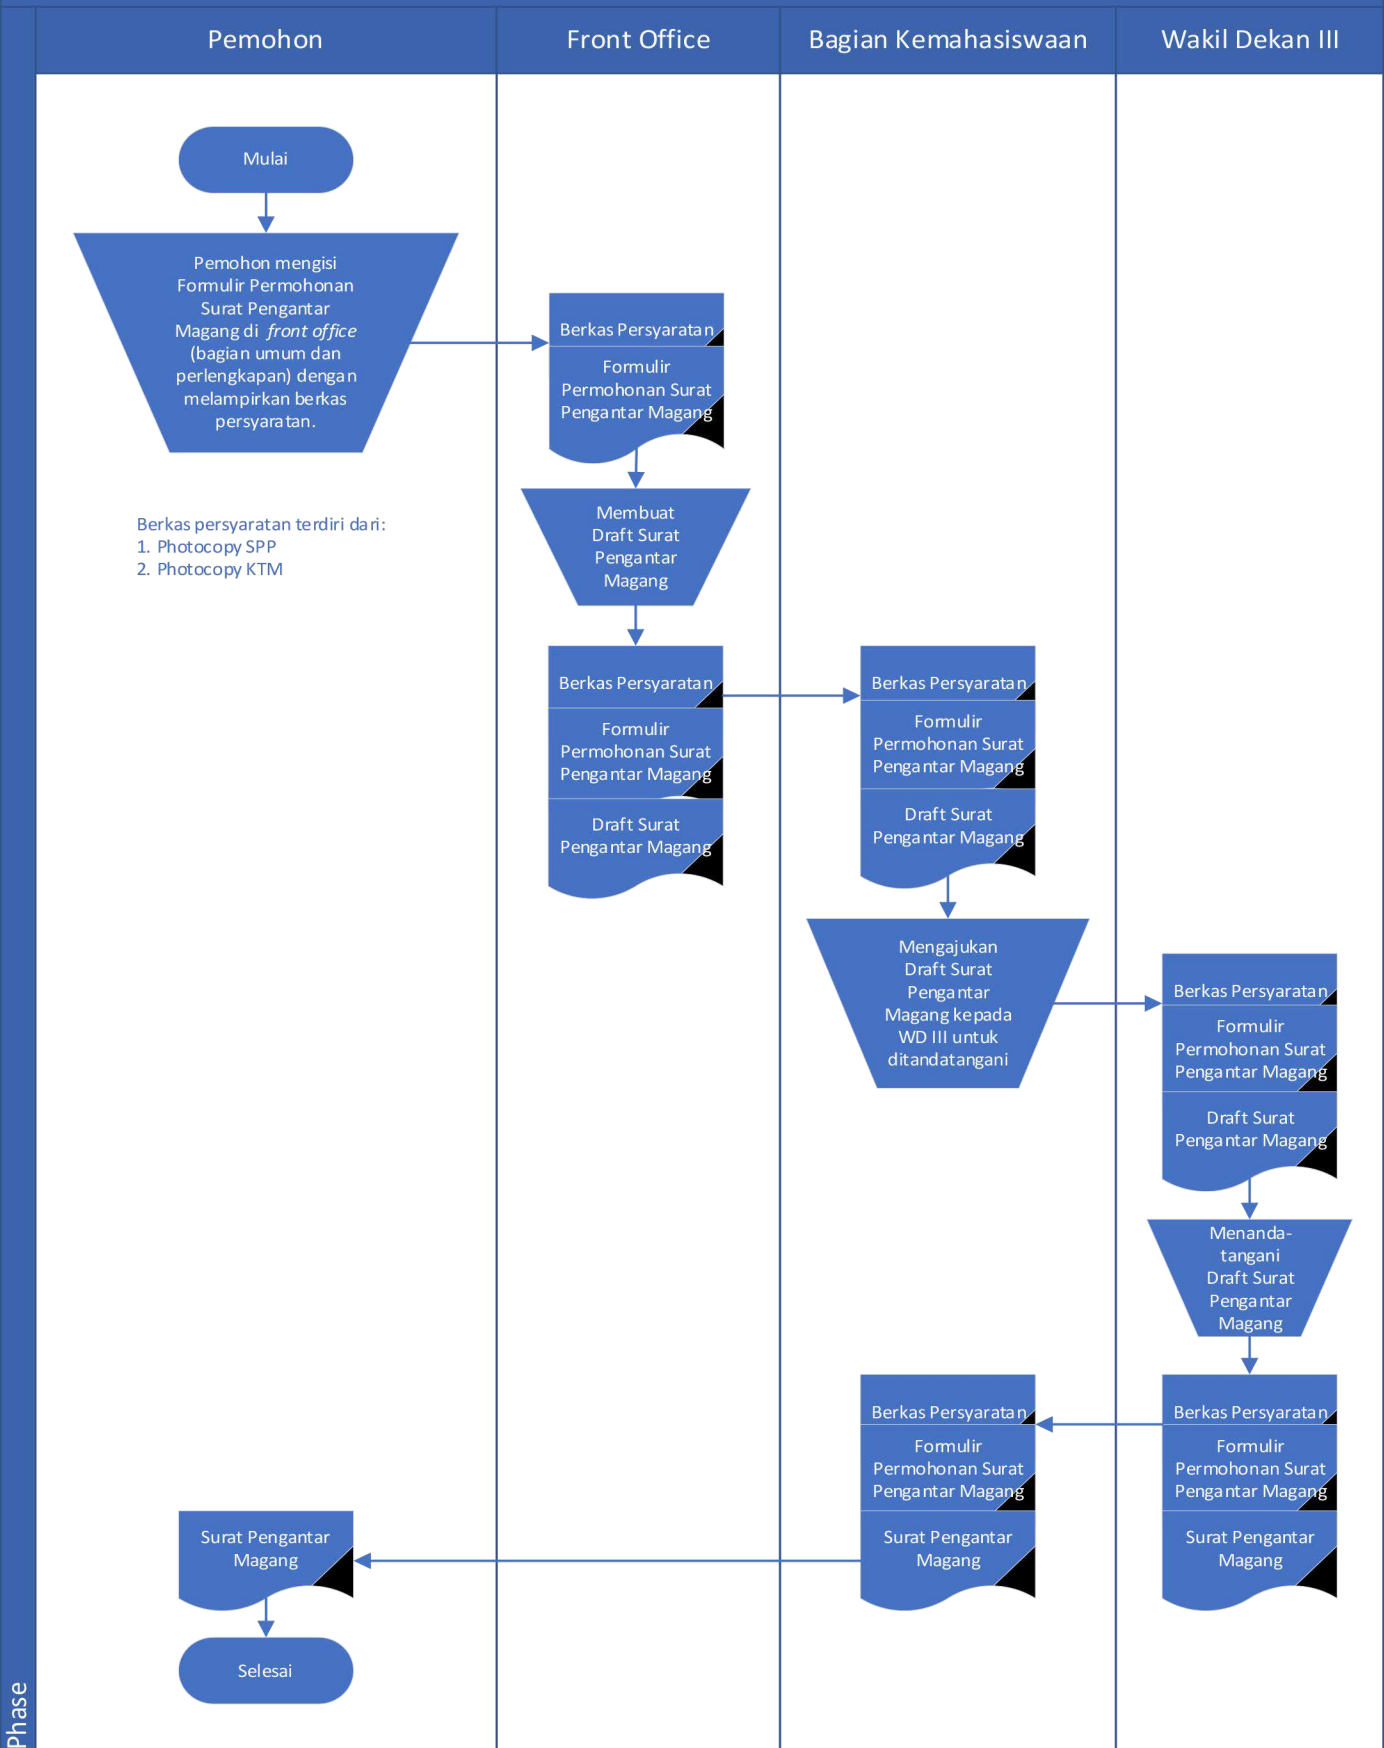 Pemohon
Front Office
Bagian Kemahasiswaan
Wakil Dekan III
Mulai
Pemohon mengisi
Formulir Permohonan
Surat Pengantar
Magang di front office
(bagian umum dan
perlengkapan) dengan
melampirkan berkas
persyaratan.
Berkas persyaratan terdiri dari:
1. Photocopy SPP
2. Photocopy KTM
Berkas Persyaratan
Formulir
Permohonan Surat
Pengantar Magang
Membuat
Draft Surat
Pengantar
Magang
Berkas Persyaratan
Formulir
Permohonan Surat
Pengantar Magang
Draft Surat
Pengantar Magang
Berkas Persyaratan
Formulir
Permohonan Surat
Pengantar Magang
Draft Surat
Pengantar Magang
Mengajukan
Draft Surat
Pengantar
Magang kepada
WD III untuk
ditandatangani
Berkas Persyaratan
Formulir
Permohonan Surat
Pengantar Magang
Draft Surat
Pengantar Magang
Menanda-
tangani
Draft Surat
Pengantar
Magang
Berkas Persyaratan
Formulir
Permohonan Surat
Pengantar Magang
Surat Pengantar
Magang
Berkas Persyaratan
Formulir
Permohonan Surat
Pengantar Magang
Surat Pengantar
Magang
Surat Pengantar
Magang
Selesai
Phase